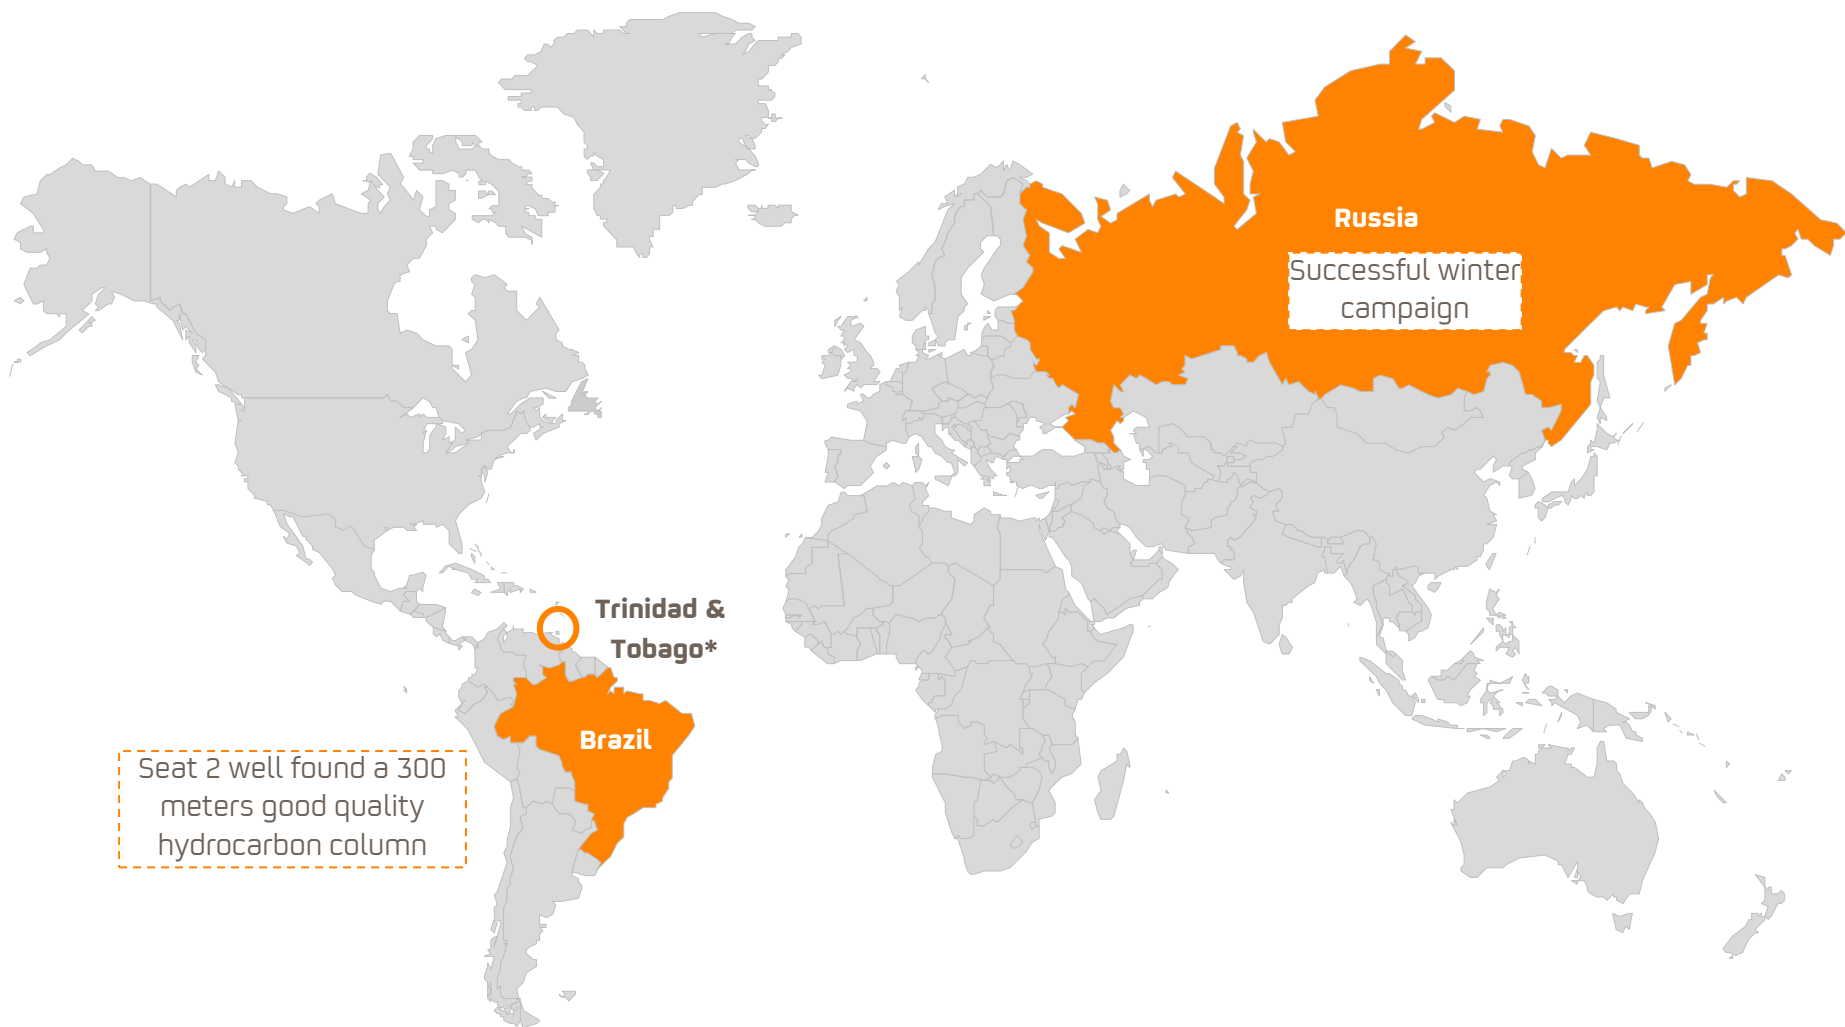 Russia
Successful winter
campaign
Trinidad &
Tobago*
Brazil
Seat 2 well found a 300
meters good quality
hydrocarbon column